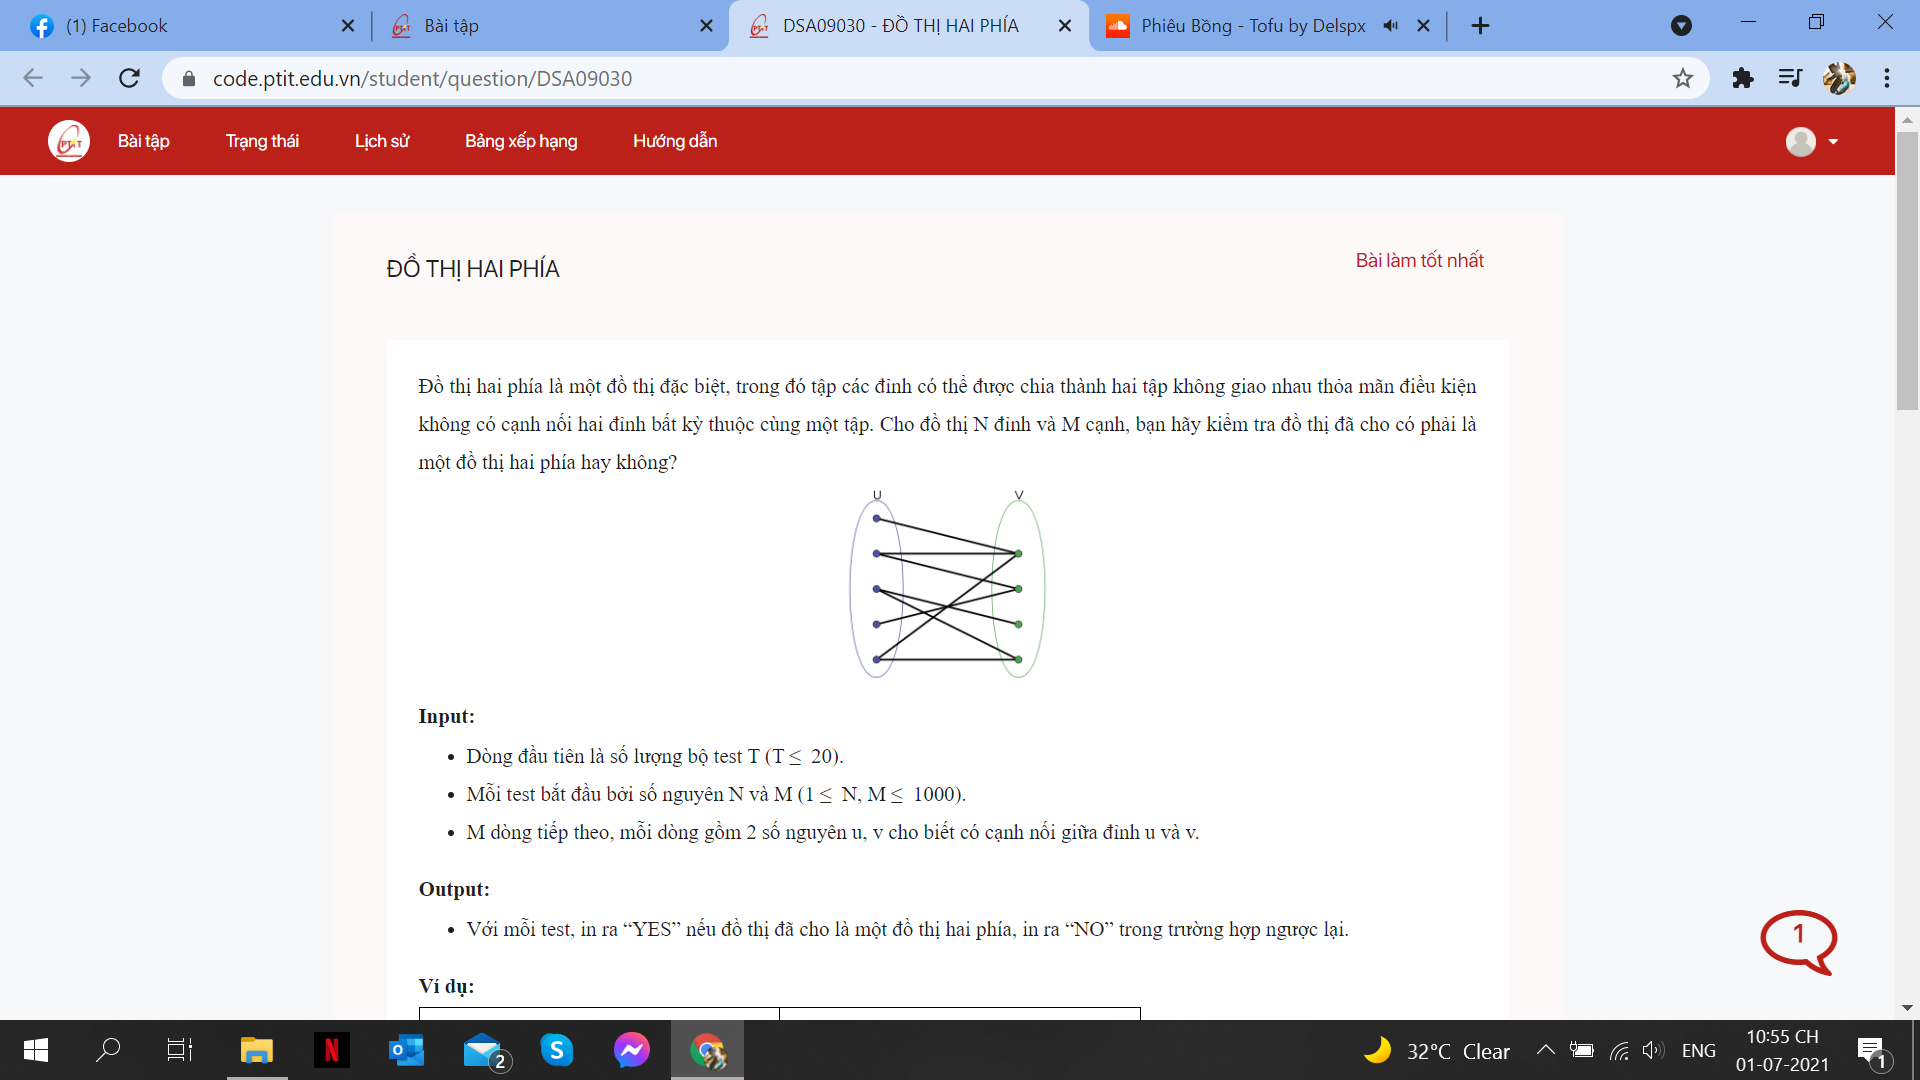 (1) Facebook
Bài tập
DSA09030 - ĐỒ THỊ HAI PHÍA
Phiêu Bồng - Tofu by Delspx
code.ptit.edu.vn/student/question/DSA09030
PTIT
Bài tập
Trạng thái
Lịch sử
Bảng xếp hạng
Hướng dẫn
ĐỒ THỊ HAI PHÍA
Bài làm tốt nhất
Đồ thị hai phía là một đồ thị đặc biệt, trong đó tập các đỉnh có thể được chia thành hai tập không giao nhau thỏa mãn điều kiện
không có cạnh nối hai đỉnh bất kỳ thuộc cùng một tập. Cho đồ thị N đỉnh và M cạnh, bạn hãy kiểm tra đồ thị đã cho có phải là
một đồ thị hai phía hay không?
U
V
Input:
• Dòng đầu tiên là số lượng bộ test T (T ≤ 20).
• Mỗi test bắt đầu bởi số nguyên N và M (1 ≤ N, M ≤ 1000).
• M dòng tiếp theo, mỗi dòng gồm 2 số nguyên u, v cho biết có cạnh nối giữa đỉnh u và v.
Output:
• Với mỗi test, in ra “YES” nếu đồ thị đã cho là một đồ thị hai phía, in ra “NO” trong trường hợp ngược lại.
1
Ví dụ:
N
o
2
S
32°C Clear
ENG
10:55 CH
01-07-2021
1